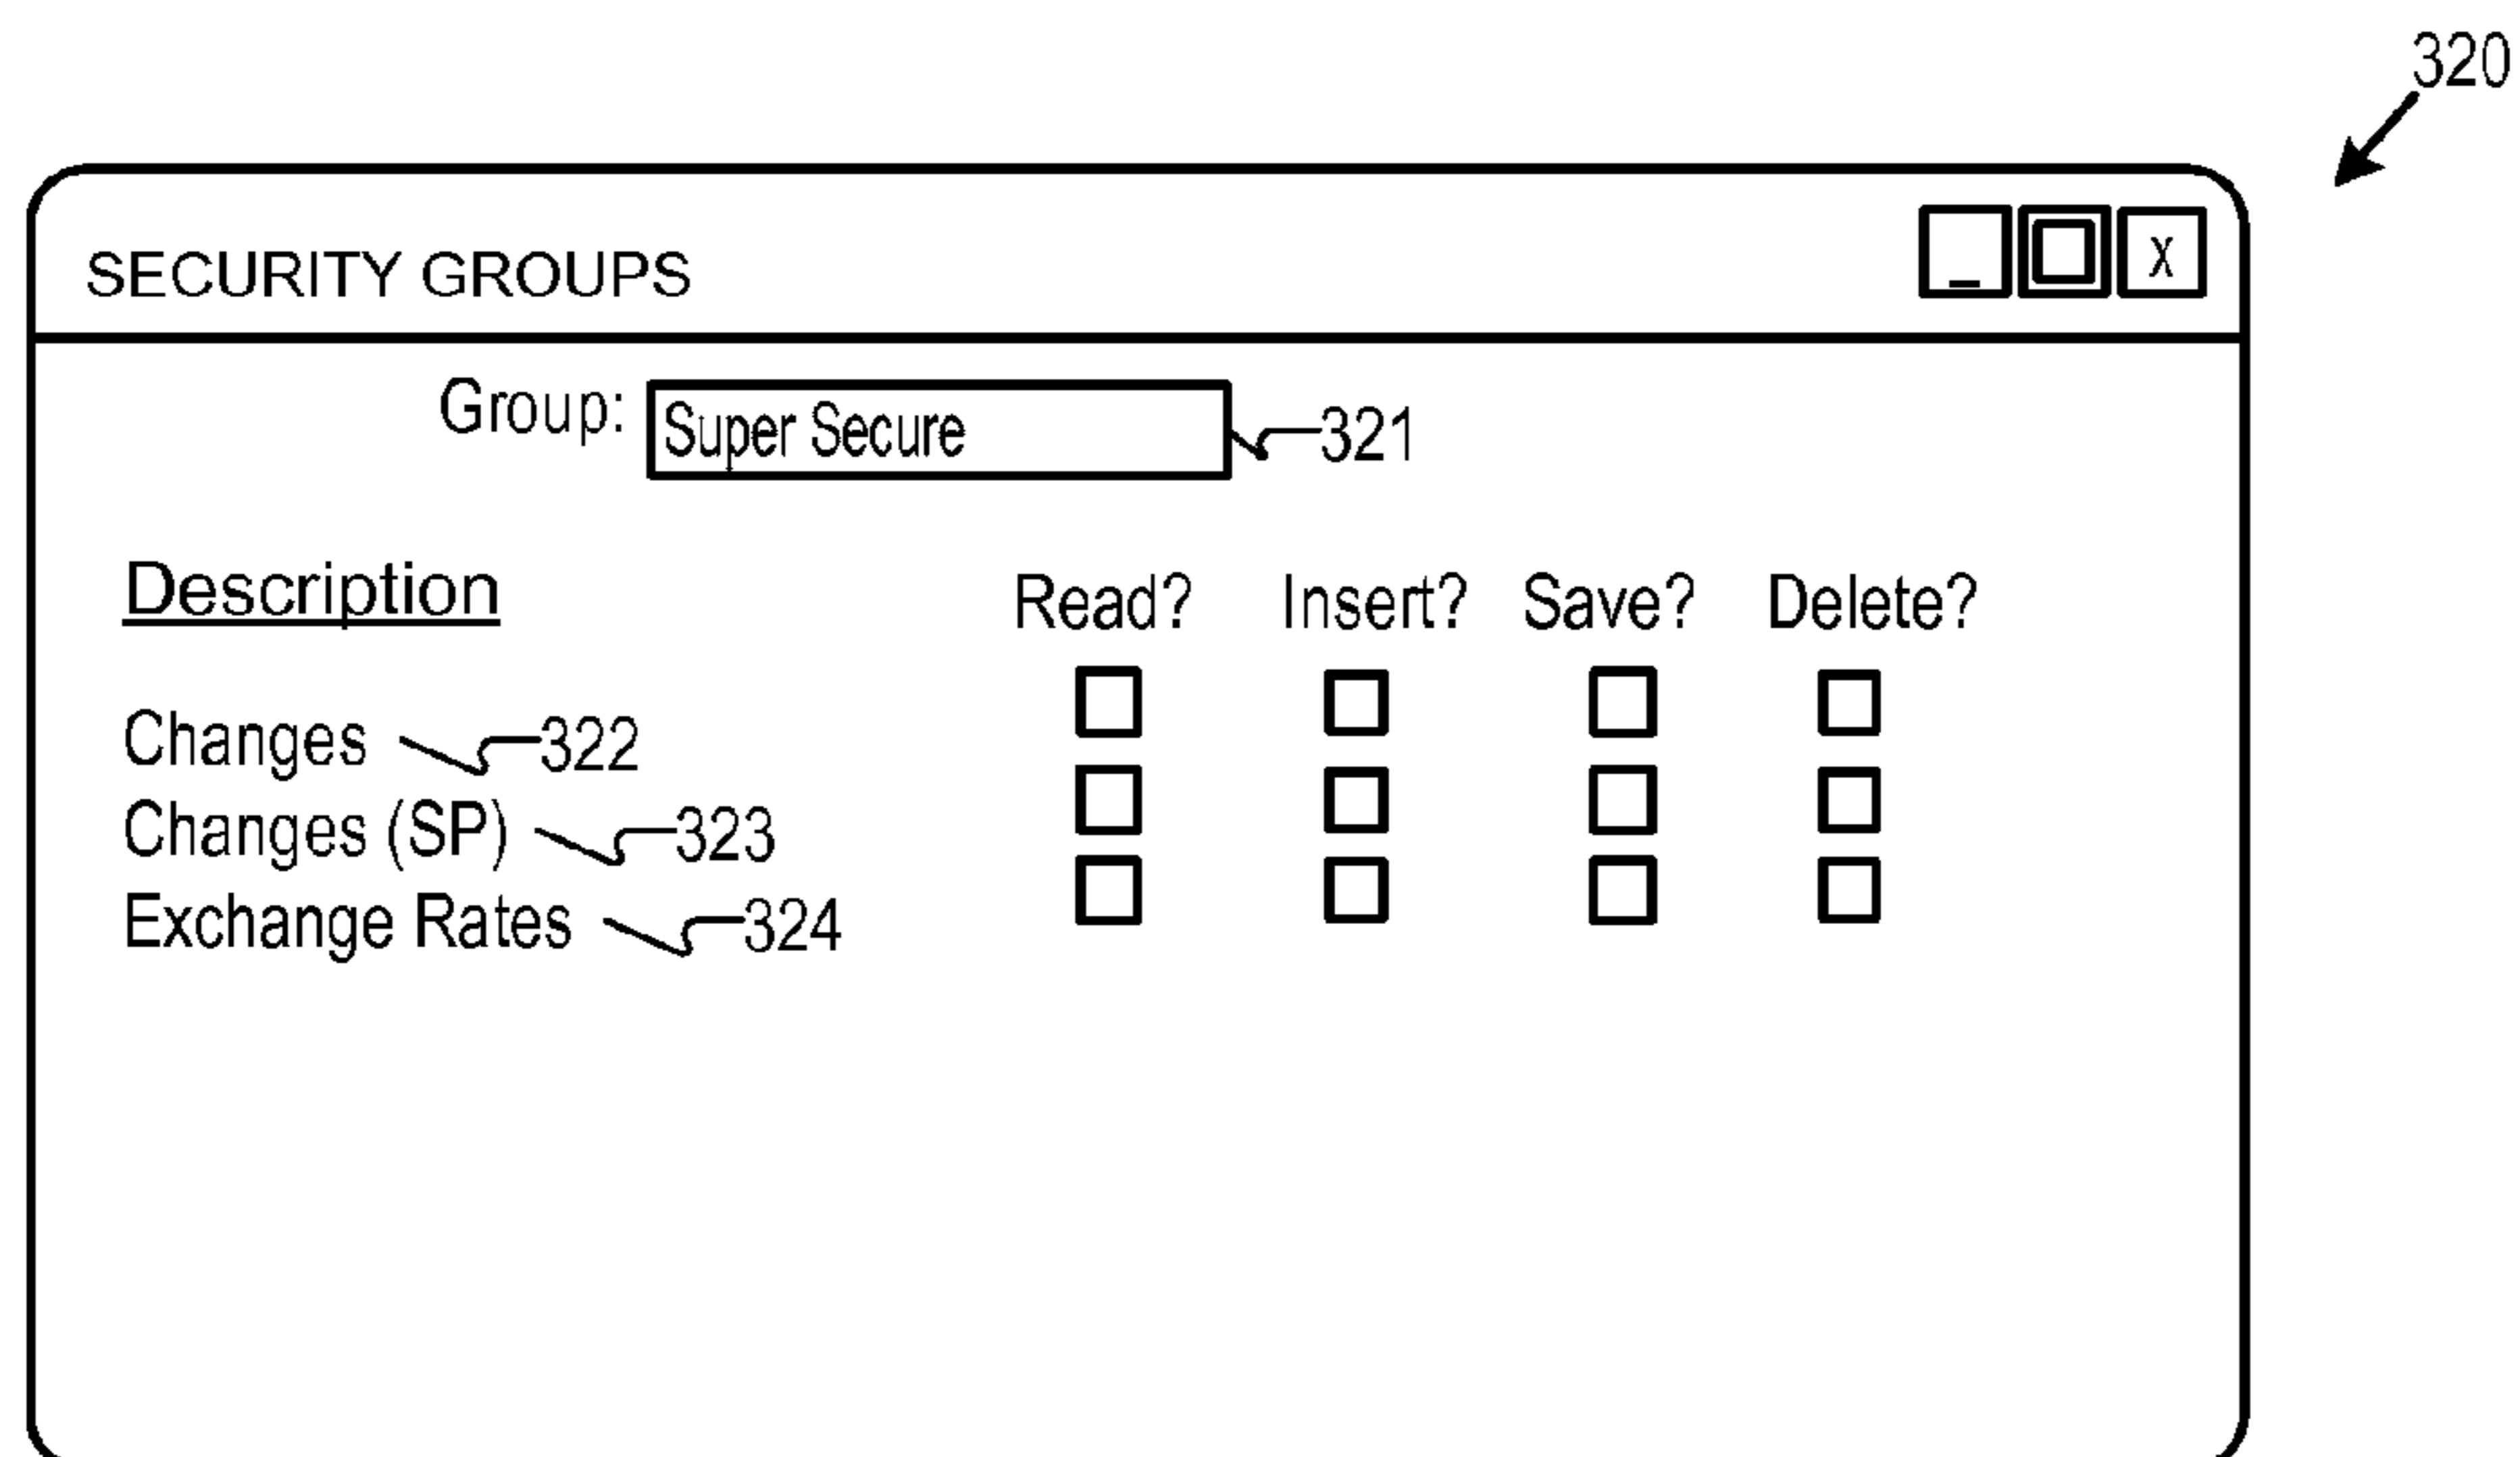 320
SECURITY GROUPS
_ X
Group: Super Secure 321
Description Read? Insert? Save? Delete?
Changes 322
Changes (SP) 323
Exchange Rates 324